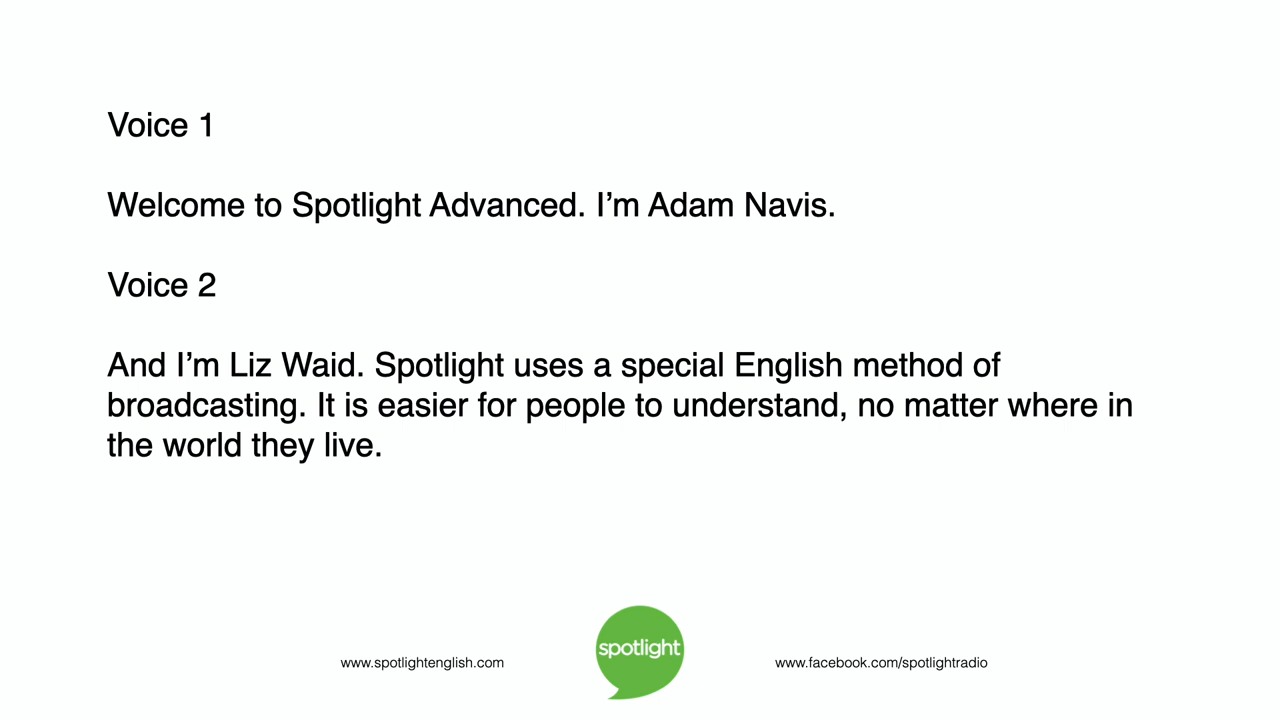 Voice 1
Welcome to Spotlight Advanced. I’m Adam Navis.
Voice 2
And I’m Liz Waid. Spotlight uses a special English method of
broadcasting. It is easier for people to understand, no matter where in
the world they live.
www.spotlightenglish.com
spotlight
www.facebook.com/spotlightradio